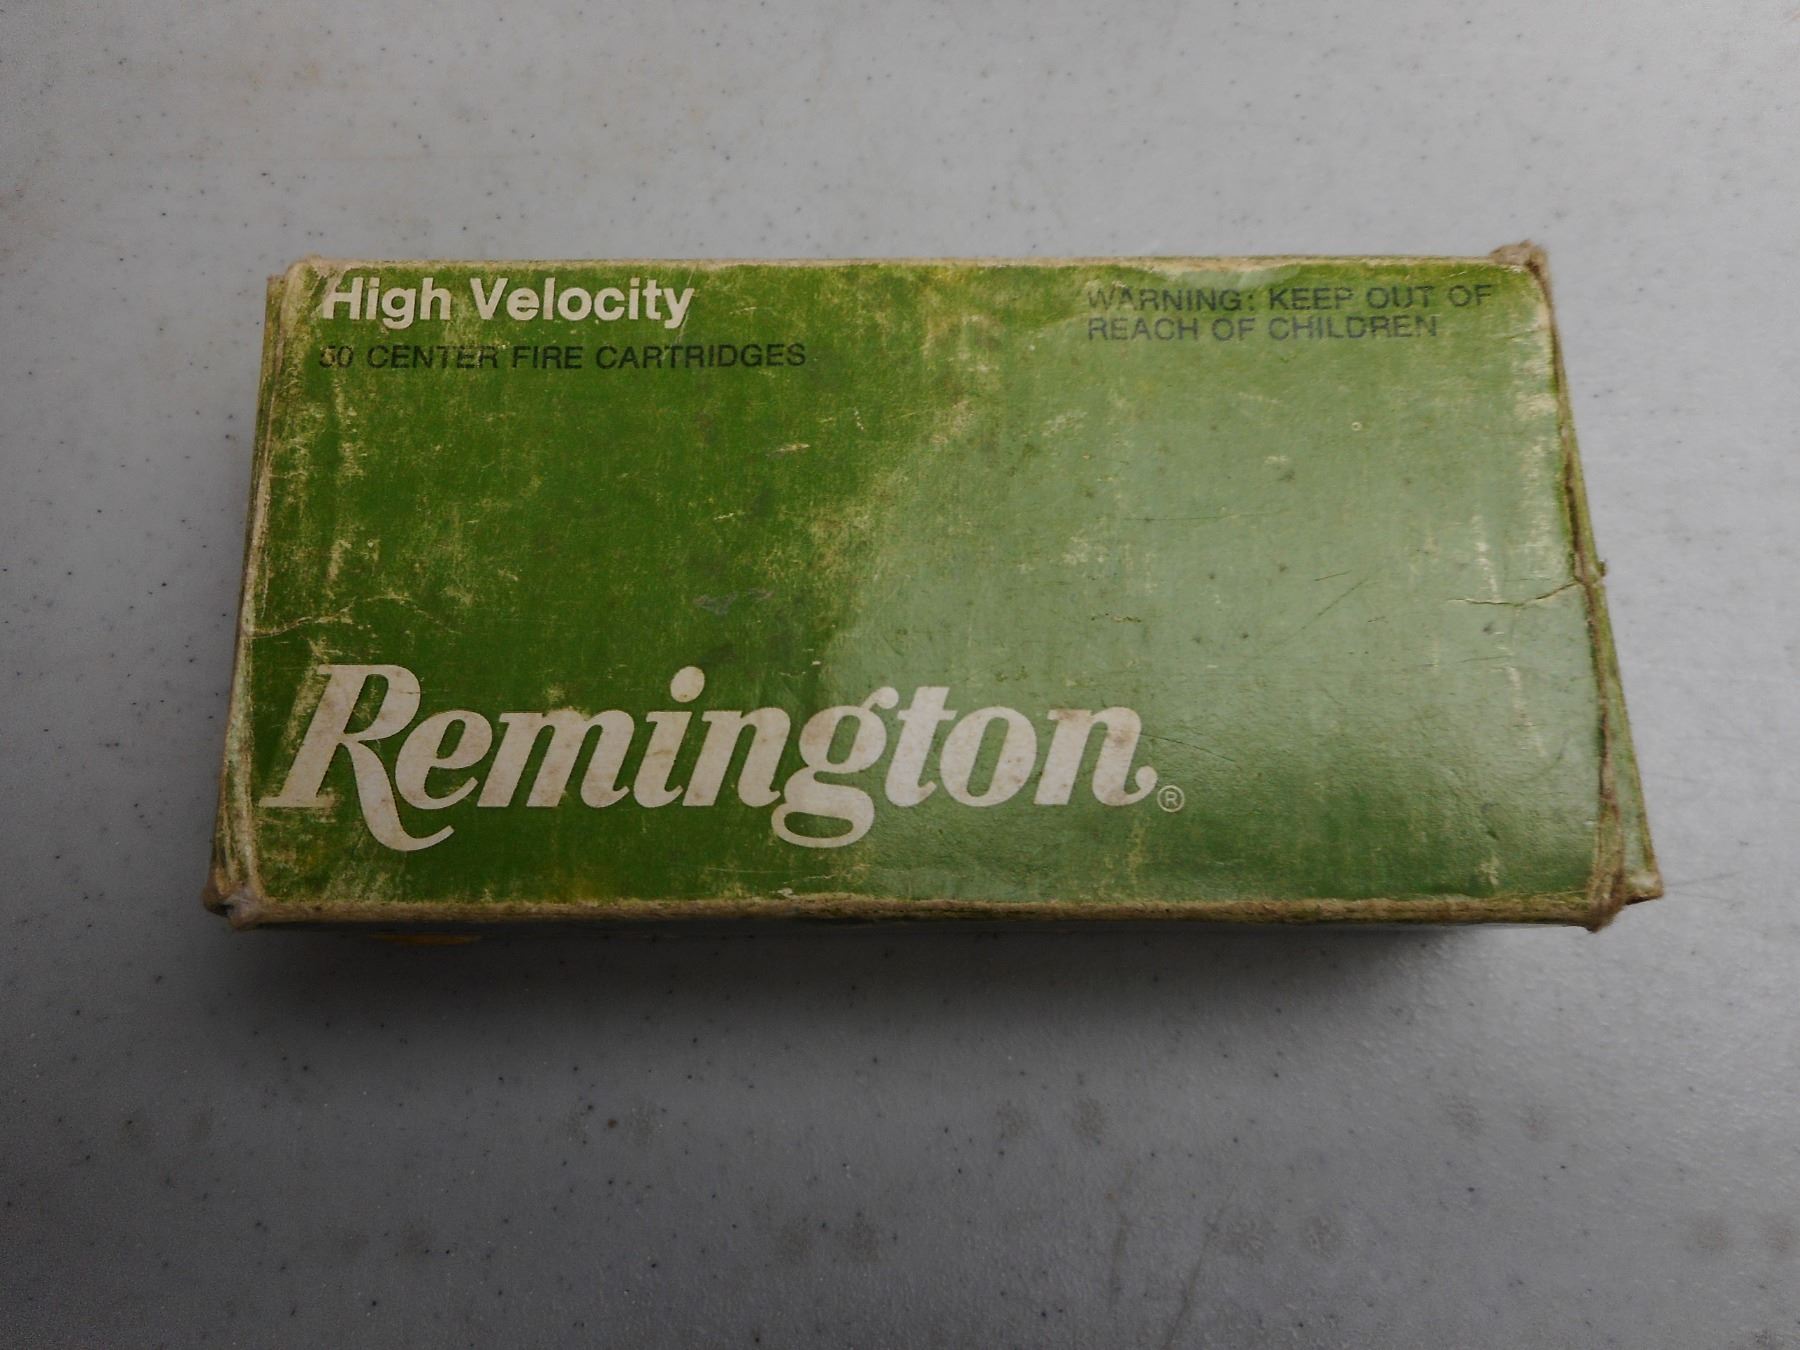 High Velocity
50 CENTER FIRE CARTRIDGES
WARNING: KEEP OUT OF
REACH OF CHILDREN
Remington®